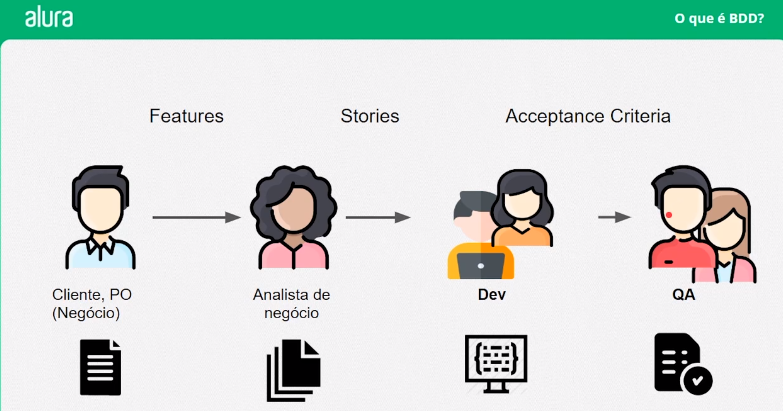 alura
O que é BDD?
Features
Stories
Acceptance Criteria
Cliente, PO
(Negócio)
Analista de
negócio
Dev
QA